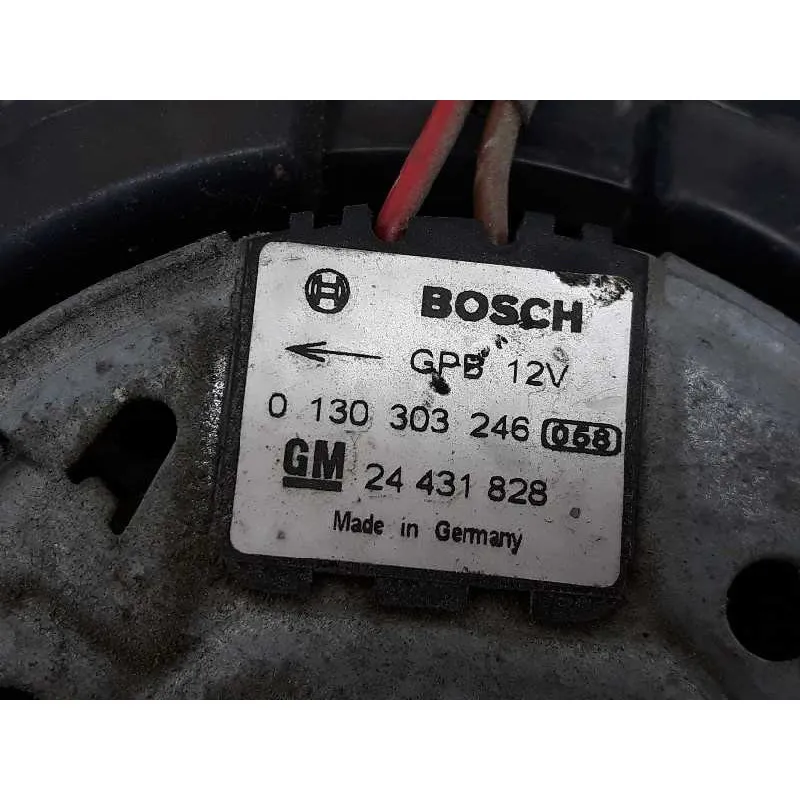 BOSCH
GPB 12V
0 130 303 246 068
GM 24 431 828
Made in Germany